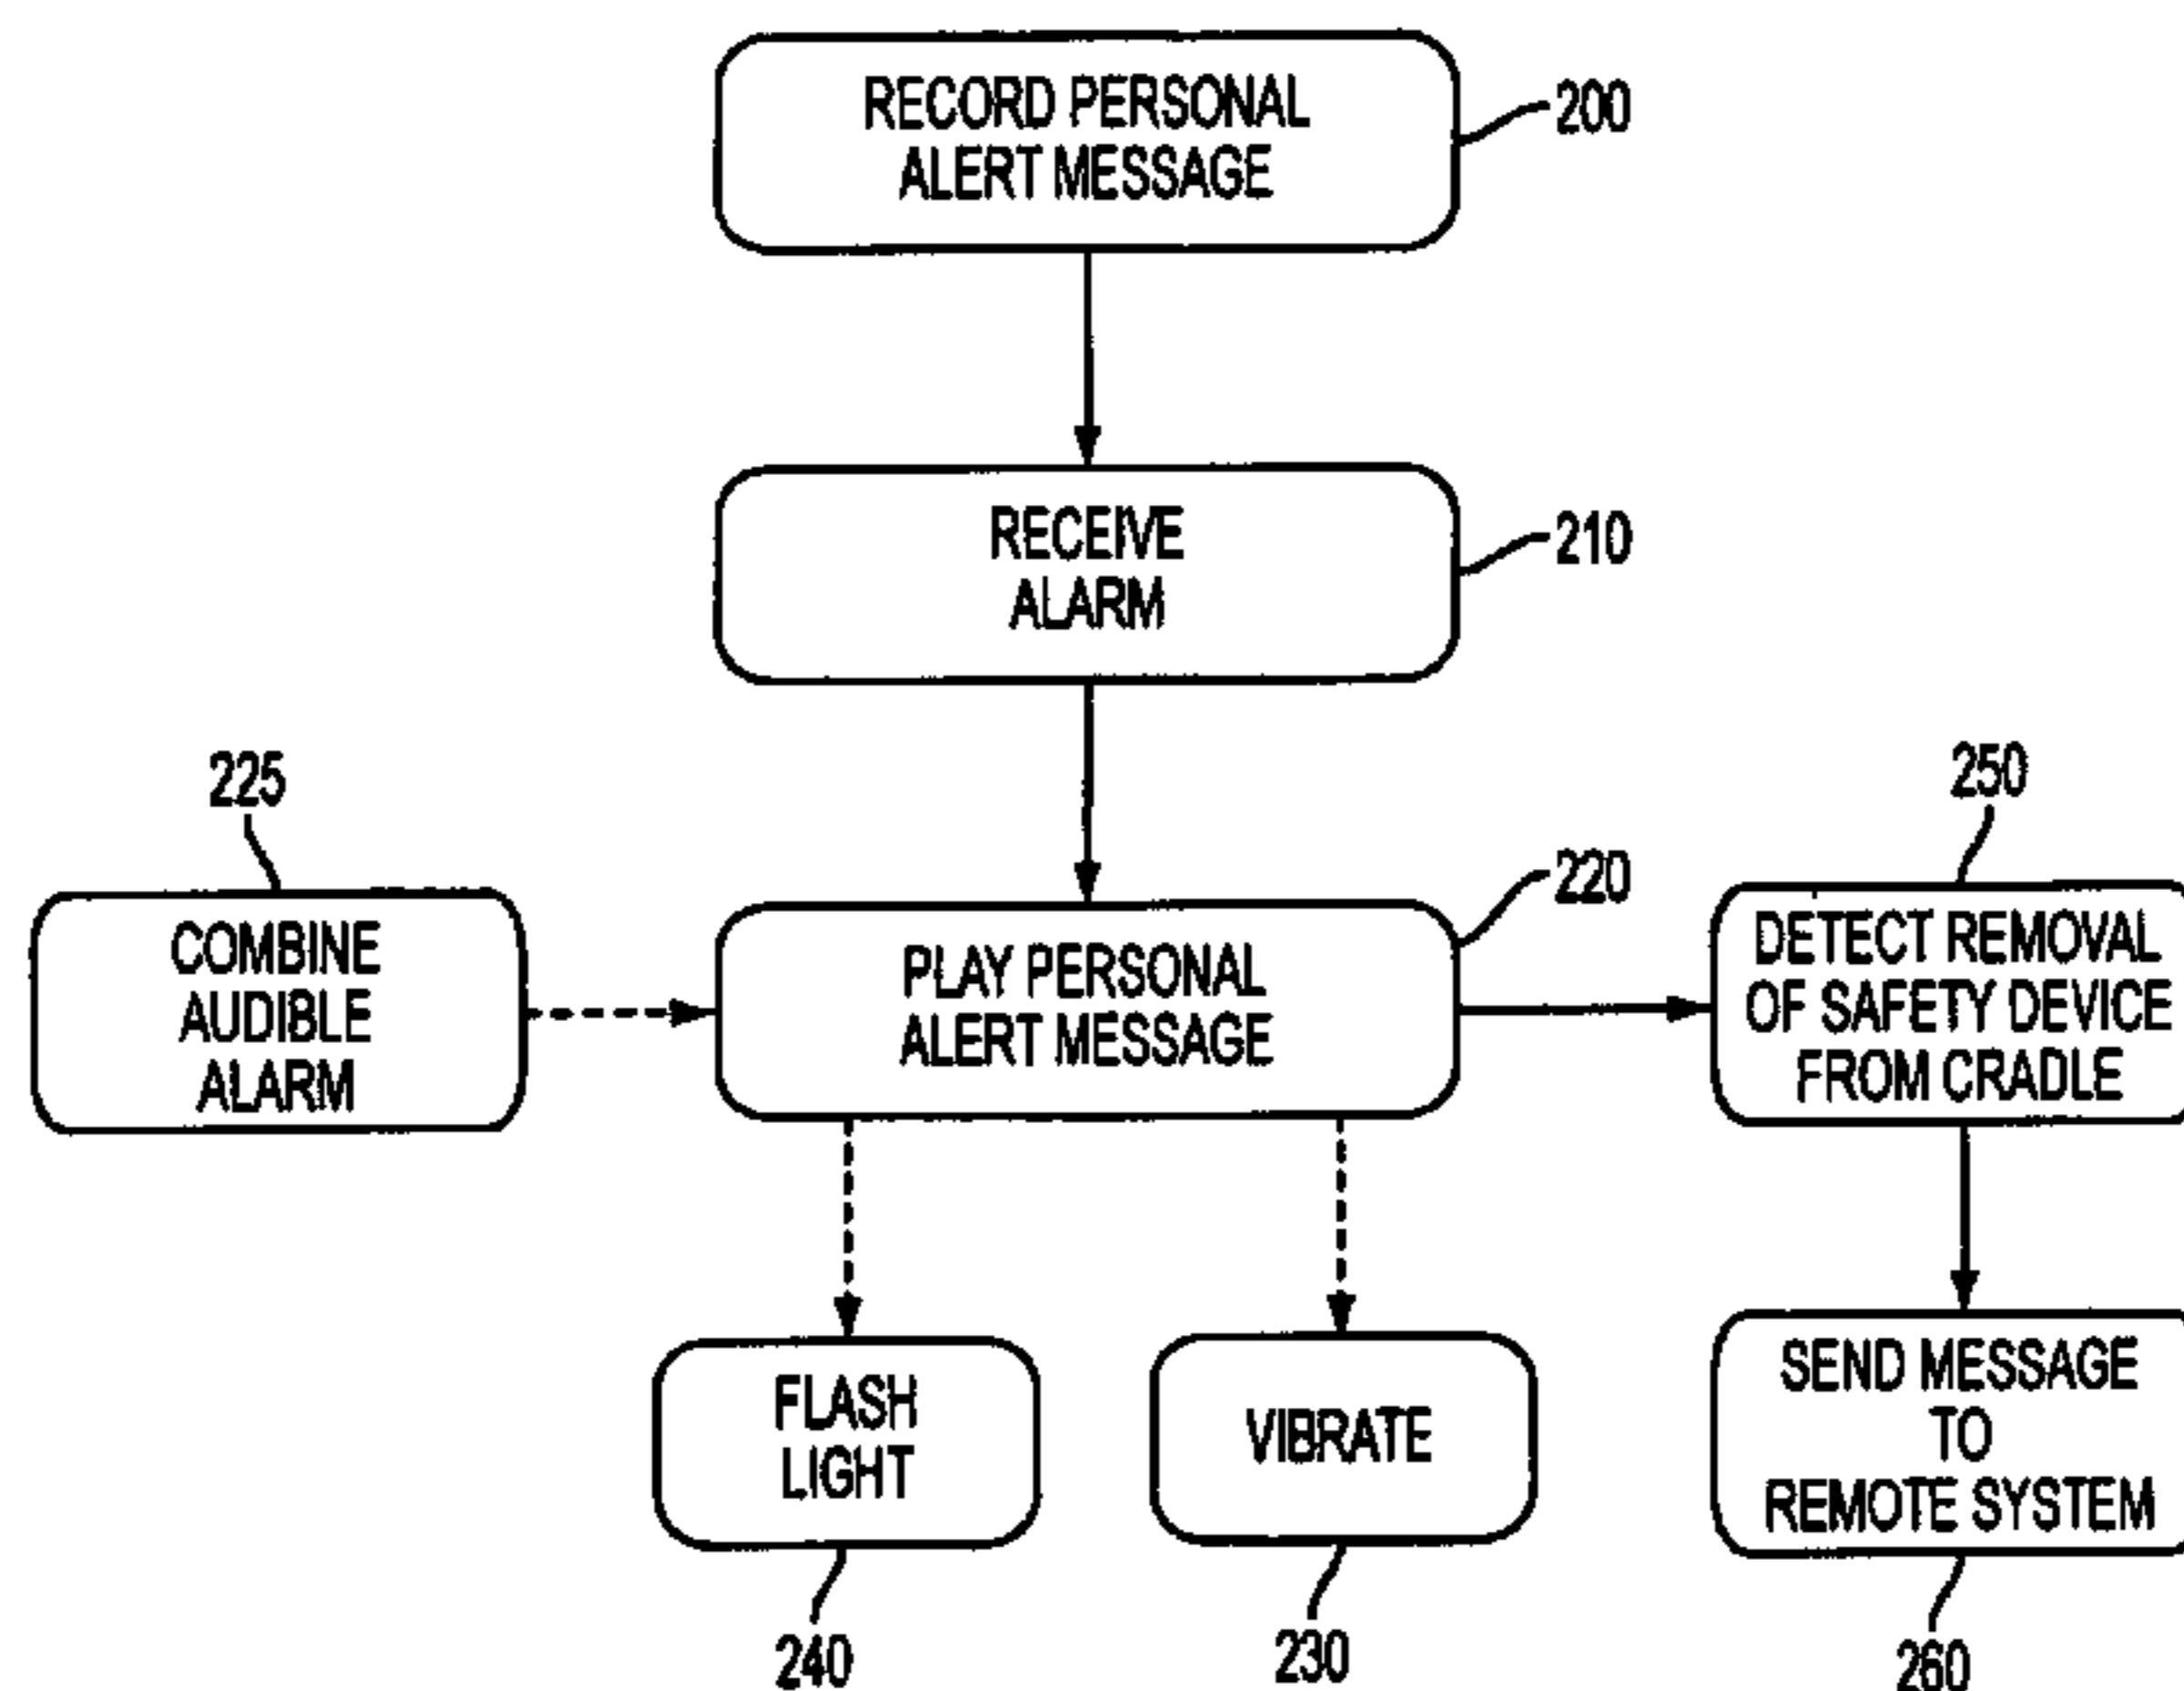 RECORD PERSONAL
ALERT MESSAGE
200
RECEIVE
ALARM
210
225
COMBINE
AUDIBLE
ALARM
220
PLAY PERSONAL
ALERT MESSAGE
250
DETECT REMOVAL
OF SAFETY DEVICE
FROM CRADLE
FLASH
LIGHT
240
VIBRATE
230
SEND MESSAGE
TO
REMOTE SYSTEM
260